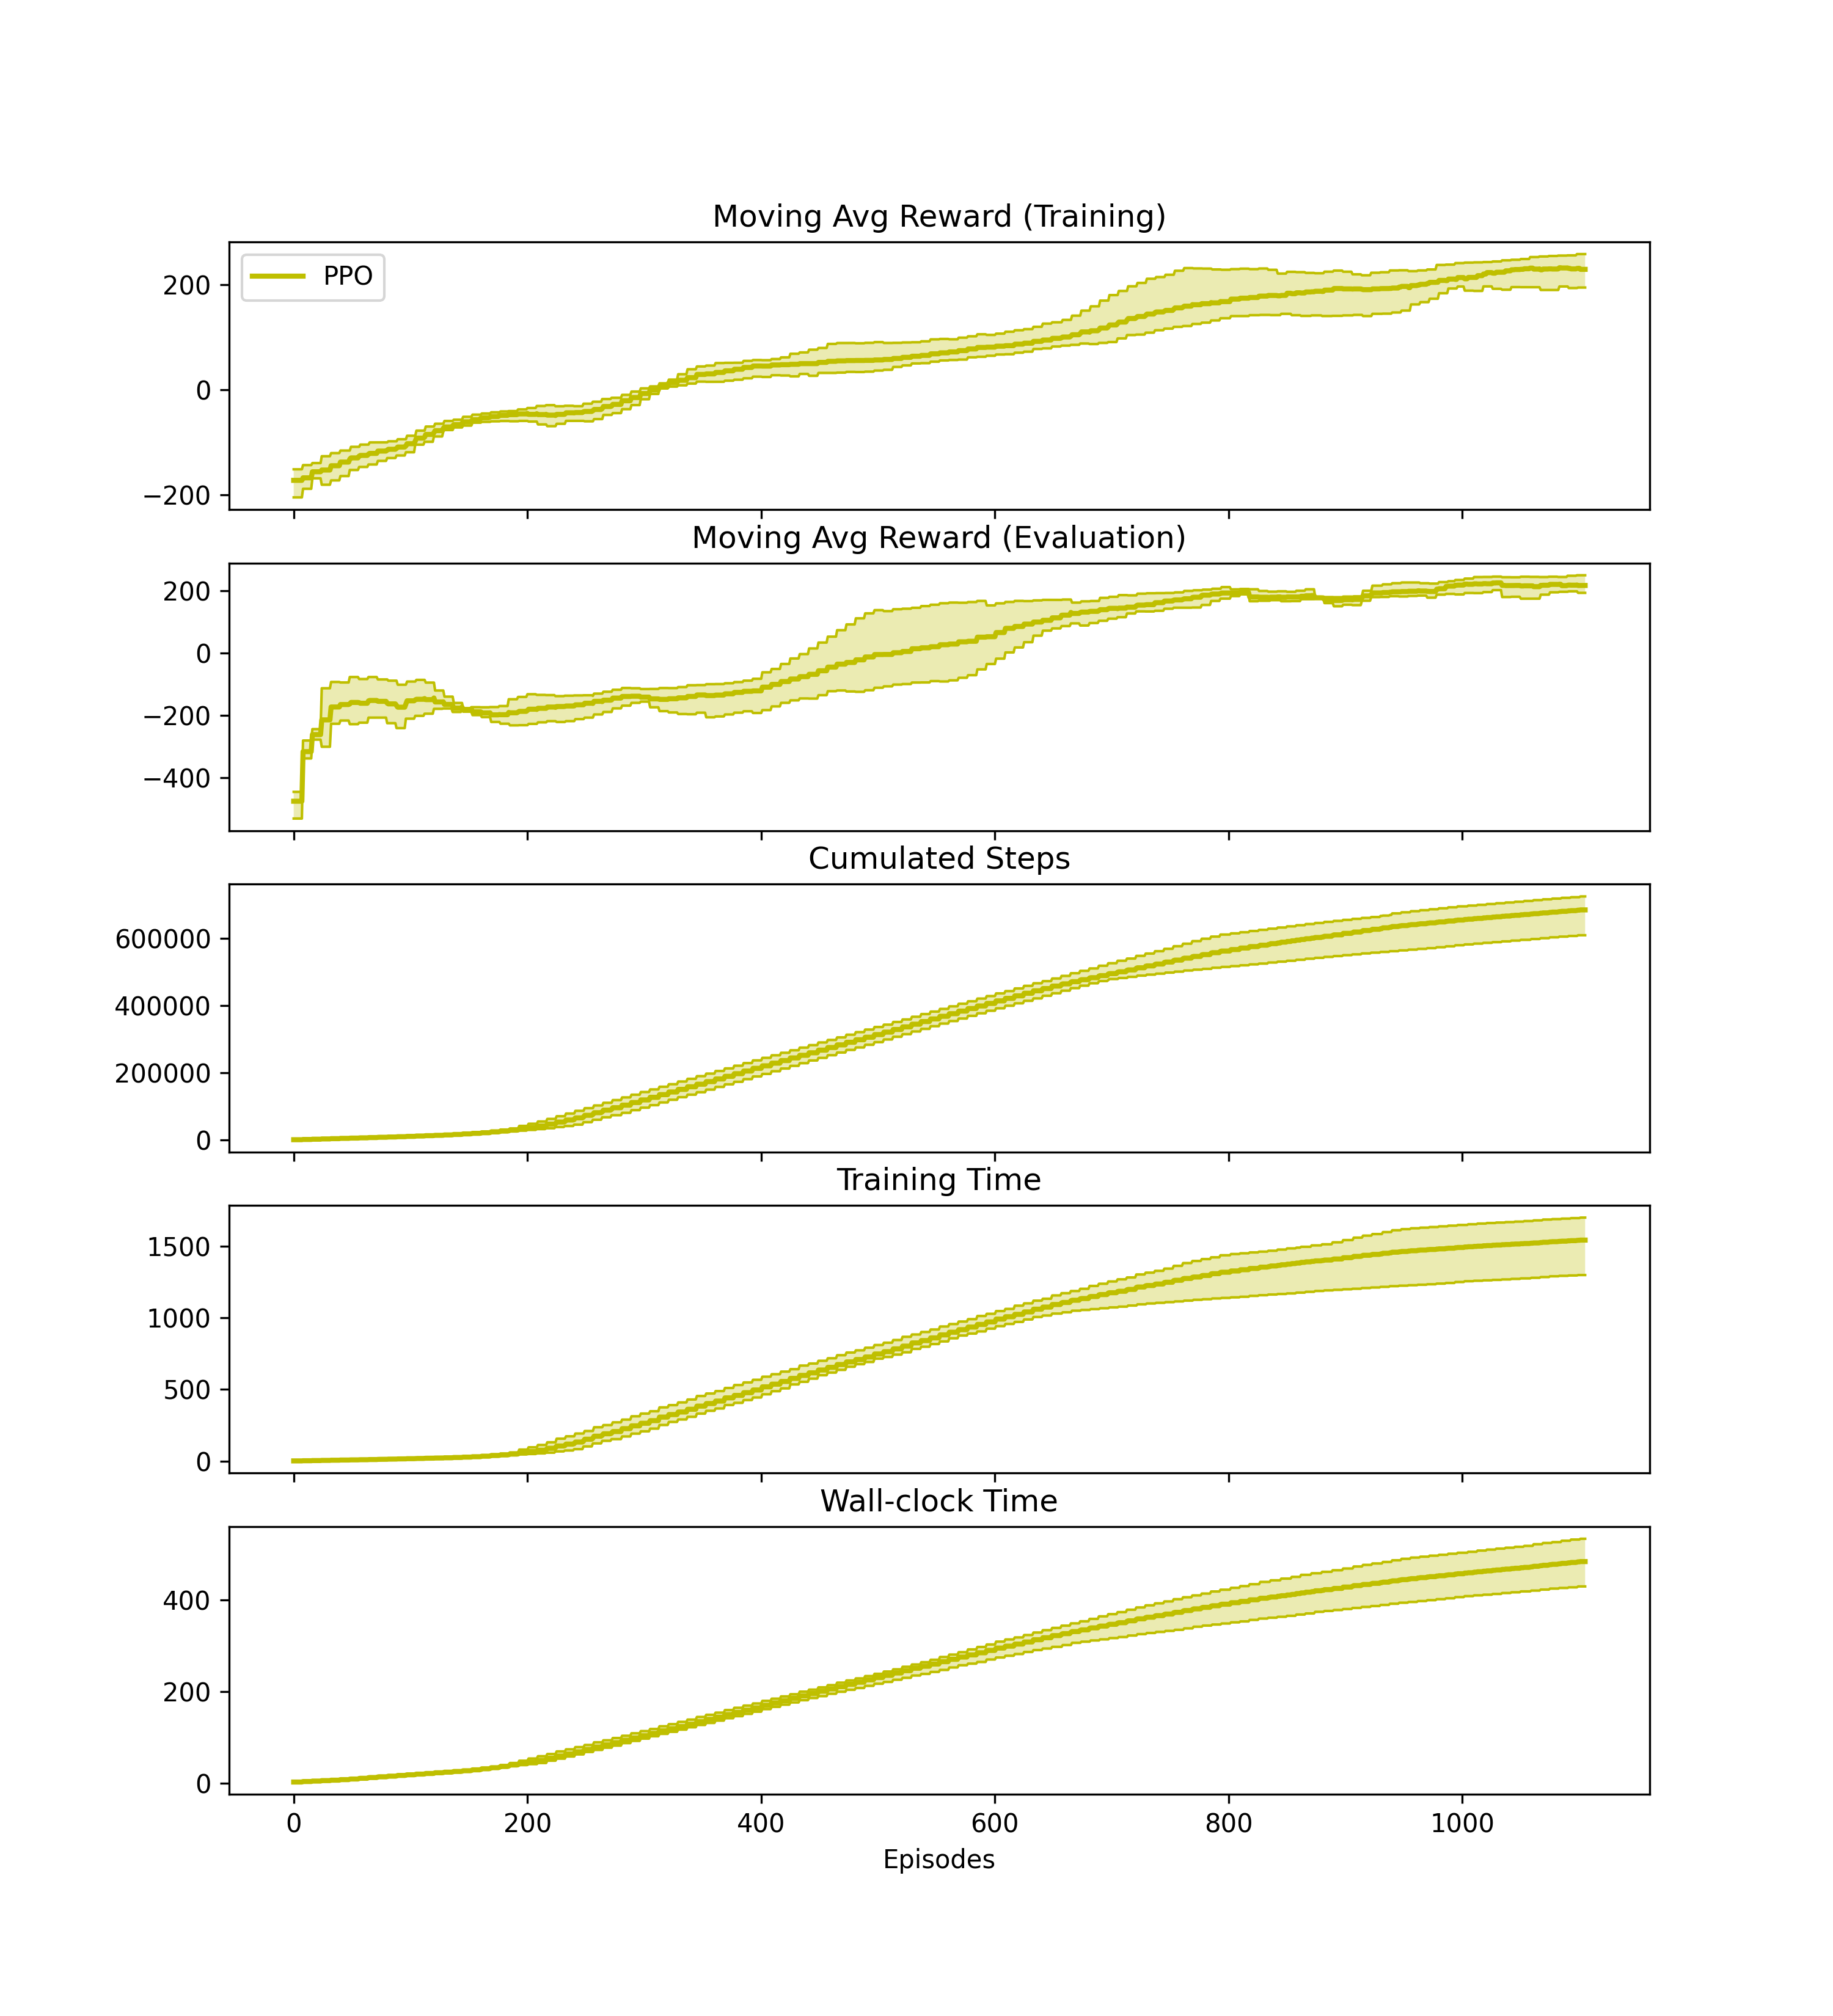 Moving Avg Reward (Training)
200
0
−200
PPO
Moving Avg Reward (Evaluation)
200
0
−200
−400
Cumulated Steps
600000
400000
200000
0
Training Time
1500
1000
500
0
Wall-clock Time
400
200
0
0 200 400 600 800 1000
Episodes